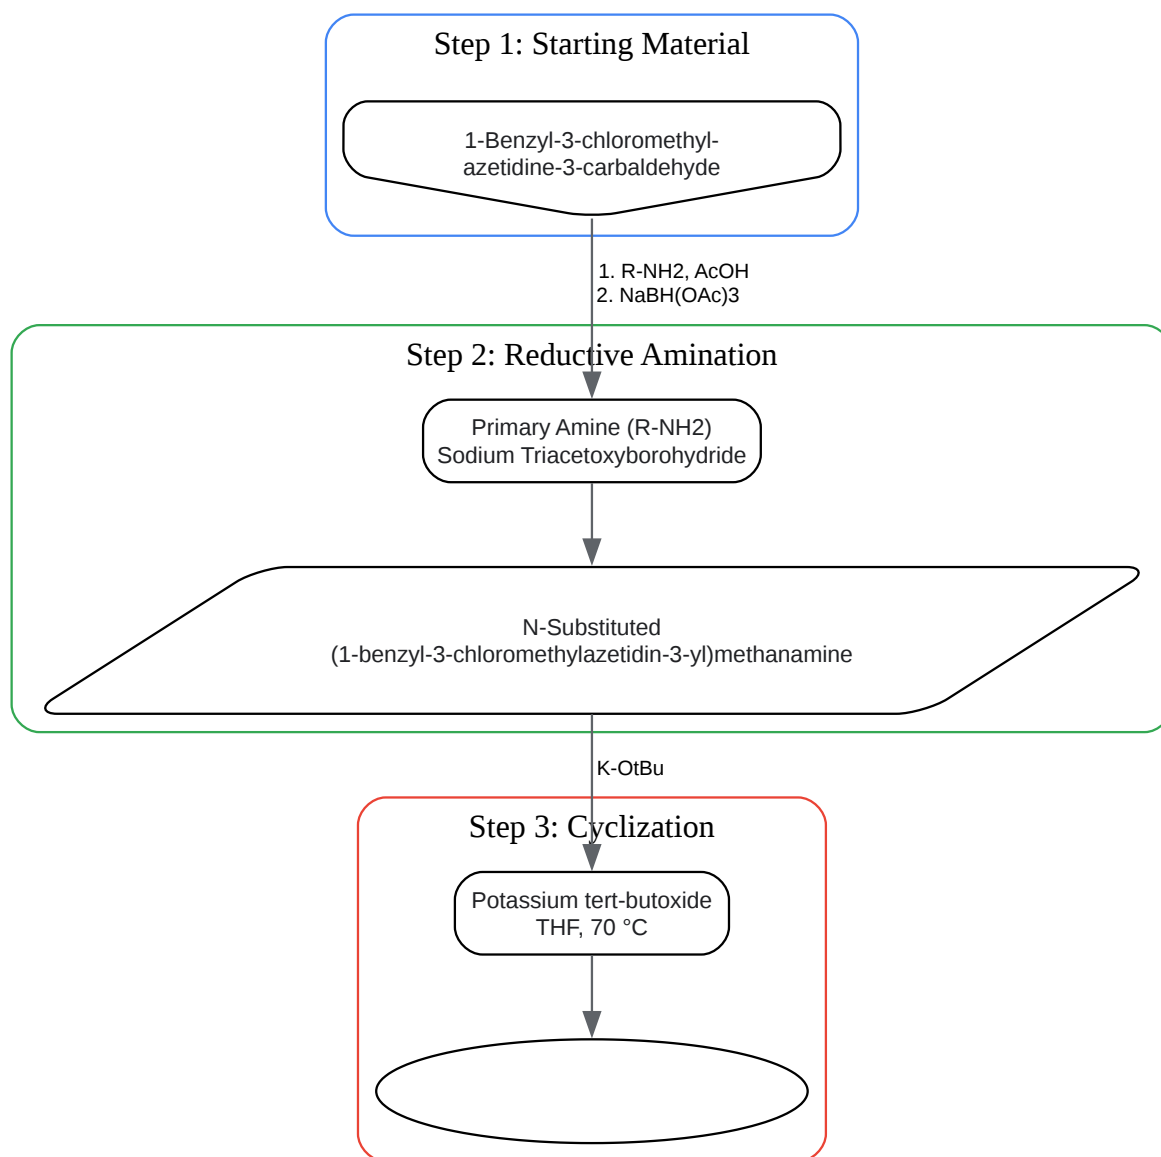 Step 1: Starting Material
1-Benzyl-3-chloromethyl-
azetidine-3-carbaldehyde
1. R-NH2, AcOH
2. NaBH(OAc)3
Step 2: Reductive Amination
Primary Amine (R-NH2)
Sodium Triacetoxyborohydride
N-Substituted
(1-benzyl-3-chloromethylazetidin-3-yl)methanamine
K-OtBu
Step 3: Cyclization
Potassium tert-butoxide
THF, 70 °C